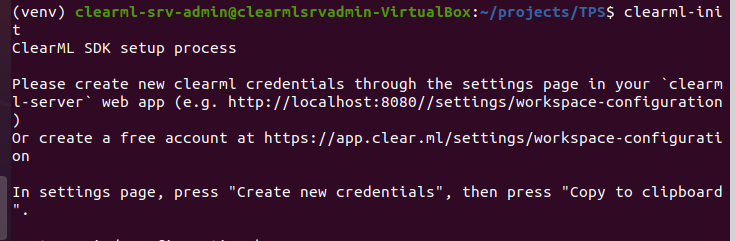 (venv) clearml-srv-admin@clearmlsrvadmin-VirtualBox:~/projects/TPS$ clearml-ini
t
ClearML SDK setup process
Please create new clearml credentials through the settings page in your `clearm
l-server` web app (e.g. http://localhost:8080//settings/workspace-configuration
)
Or create a free account at https://app.clear.ml/settings/workspace-configurati
on
In settings page, press "Create new credentials", then press "Copy to clipboard
".